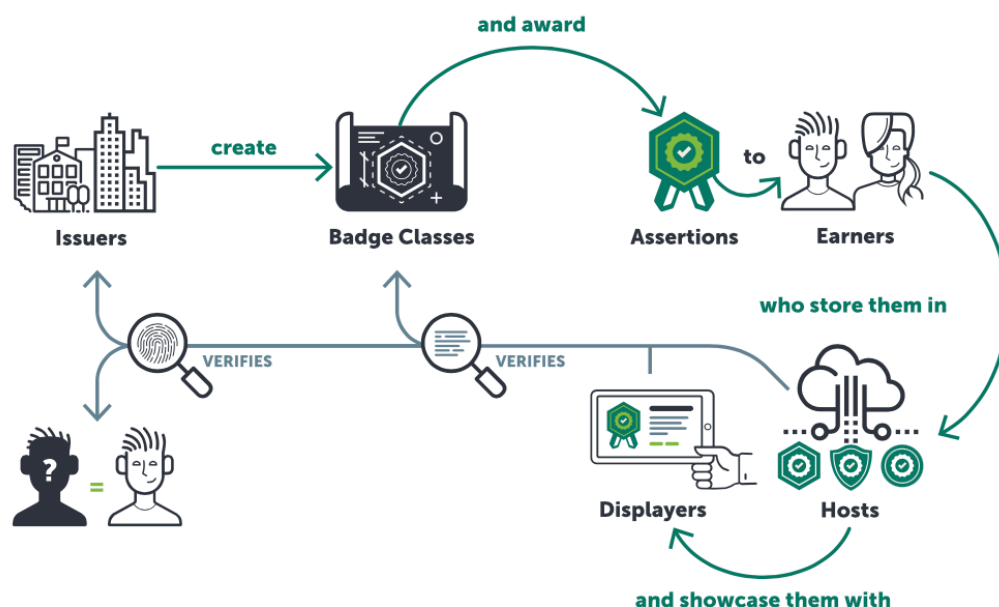 and award
create
to
Issuers
Badge Classes
Assertions
Earners
who store them in
VERIFIES
VERIFIES
?
=
Displayers
Hosts
and showcase them with